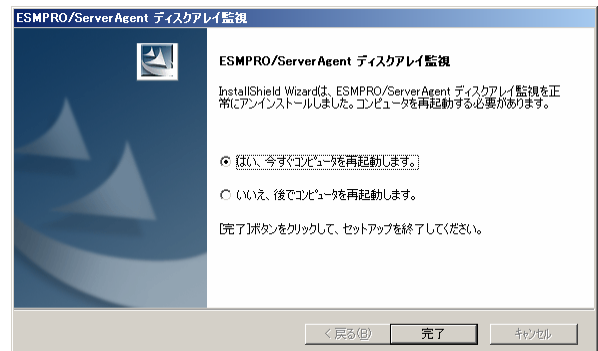 ESMPRO/ServerAgent ディスクアレイ監視
ESMPRO/ServerAgent ディスクアレイ監視
InstallShield Wizardは、ESMPRO/ServerAgent ディスクアレイ監視を正
常にアンインストールしました。コンピュータを再起動する必要があります。
はい、今すぐコンピュータを再起動します。
いいえ、後でコンピュータを再起動します。
[完了]ボタンをクリックして、セットアップを終了してください。
< 戻る(B) 完了 キャンセル